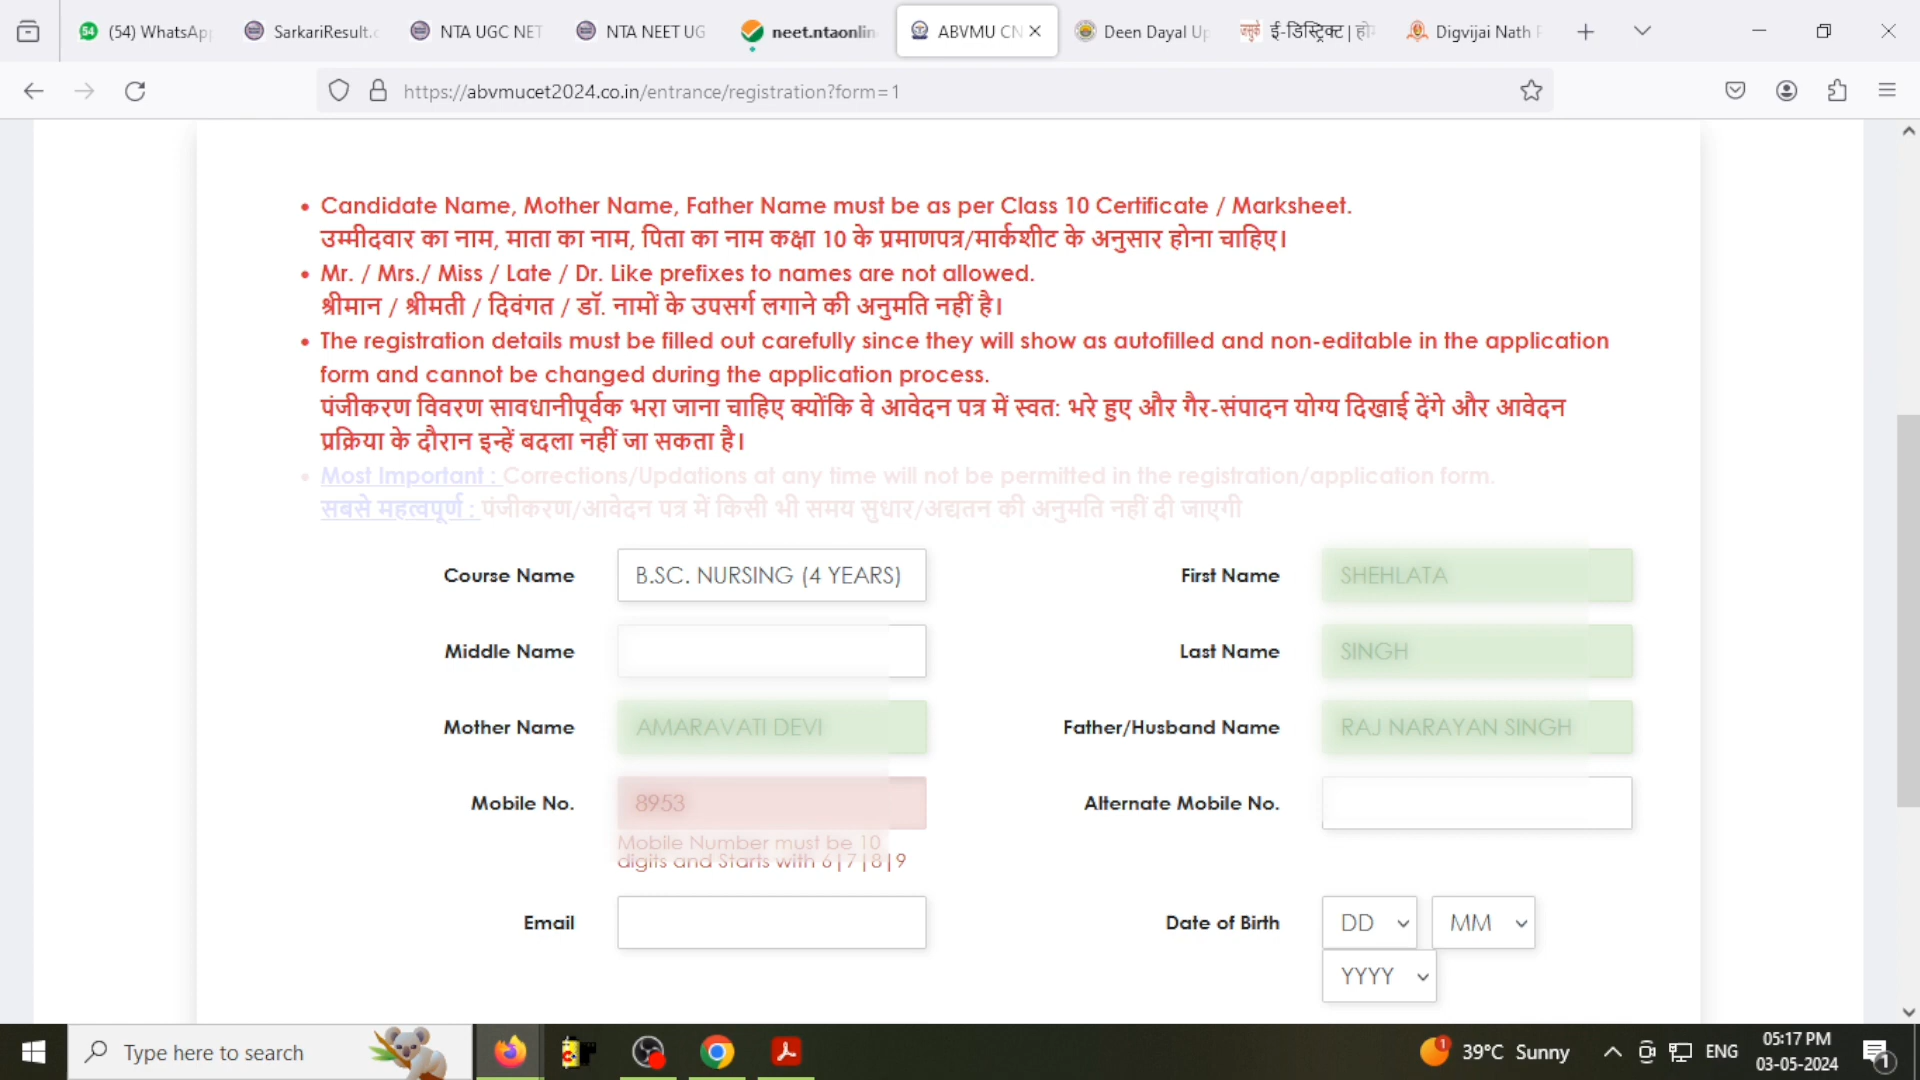 (54) WhatsApp
SarkariResult.c
NTA UGC NET
NTA NEET UG
neet.ntaonlin
ABVMU CN
Deen Dayal Up
ई-डिस्ट्रिक्ट | हो
Digvijai Nath P
https://abvmucet2024.co.in/entrance/registration?form=1
Candidate Name, Mother Name, Father Name must be as per Class 10 Certificate / Marksheet.
उम्मीदवार का नाम, माता का नाम, पिता का नाम कक्षा 10 के प्रमाणपत्र/मार्कशीट के अनुसार होना चाहिए।
Mr. / Mrs./ Miss / Late / Dr. Like prefixes to names are not allowed.
श्रीमान / श्रीमती / दिवंगत / डॉ. नामों के उपसर्ग लगाने की अनुमति नहीं है।
The registration details must be filled out carefully since they will show as autofilled and non-editable in the application
form and cannot be changed during the application process.
पंजीकरण विवरण सावधानीपूर्वक भरा जाना चाहिए क्योंकि वे आवेदन पत्र में स्वत: भरे हुए और गैर-संपादन योग्य दिखाई देंगे और आवेदन
प्रक्रिया के दौरान इन्हें बदला नहीं जा सकता है।
Most Important : Corrections/Updations at any time will not be permitted in the registration/application form.
सबसे महत्वपूर्ण : पंजीकरण/आवेदन पत्र में किसी भी समय सुधार/अद्यतन की अनुमति नहीं दी जाएगी
Course Name B.SC. NURSING (4 YEARS) First Name SHEHLATA
Middle Name Last Name SINGH
Mother Name AMARAVATI DEVI Father/Husband Name RAJ NARAYAN SINGH
Mobile No. 8953 Alternate Mobile No.
Mobile Number must be 10
digits and Starts with 6|7|8|9
Email Date of Birth DD MM
YYYY
Type here to search
39°C Sunny
ENG
05:17 PM
03-05-2024